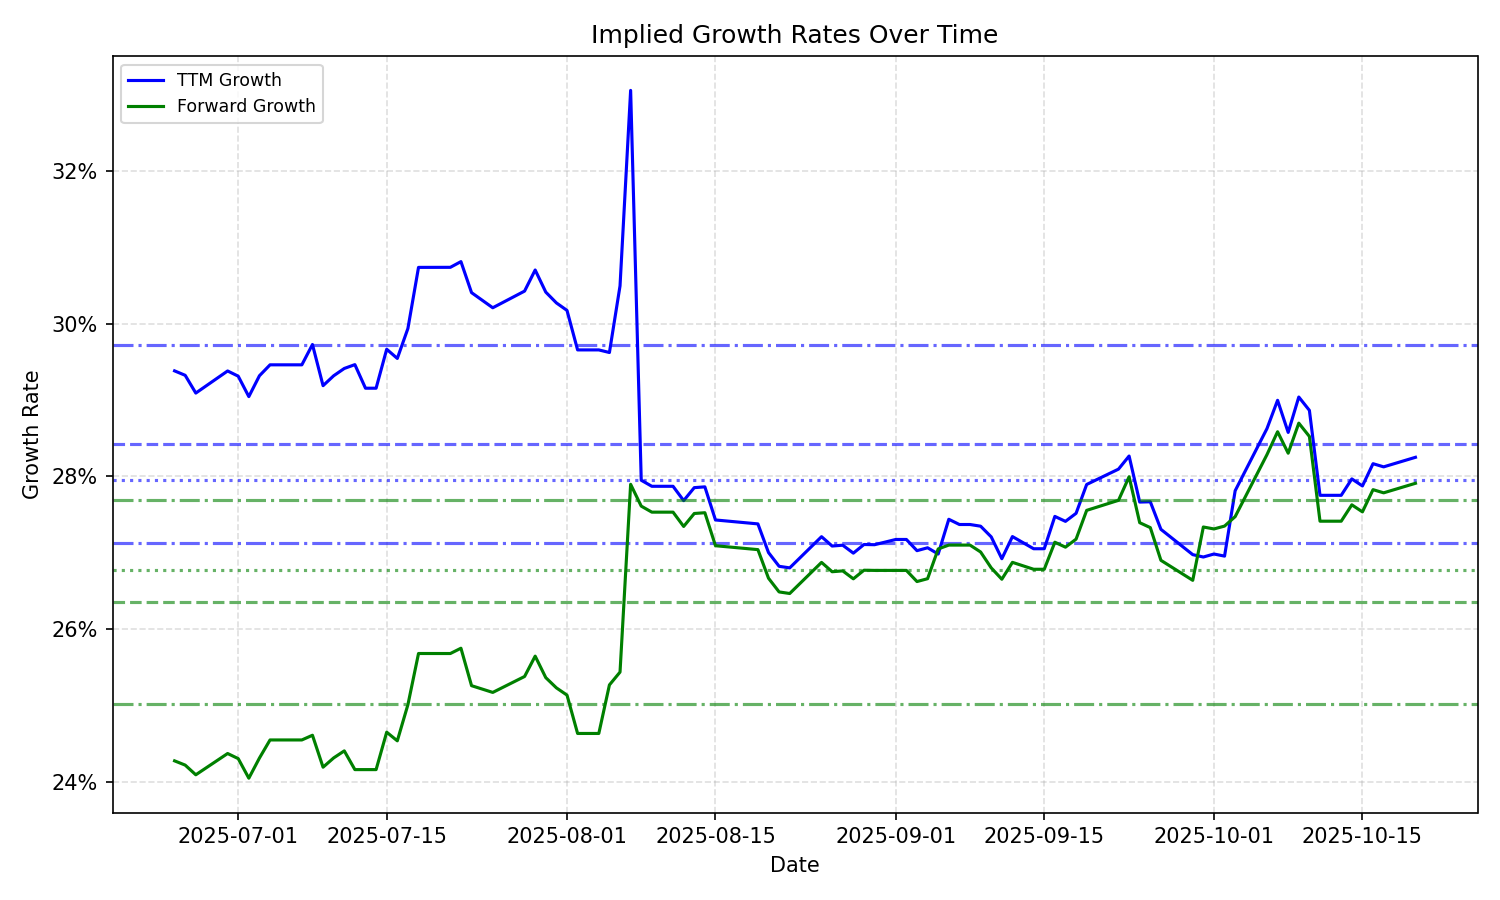 Implied Growth Rates Over Time
TTM Growth
Forward Growth
32%
30%
28%
26%
24%
Growth Rate
2025-07-01
2025-07-15
2025-08-01
2025-08-15
2025-09-01
2025-09-15
2025-10-01
2025-10-15
Date